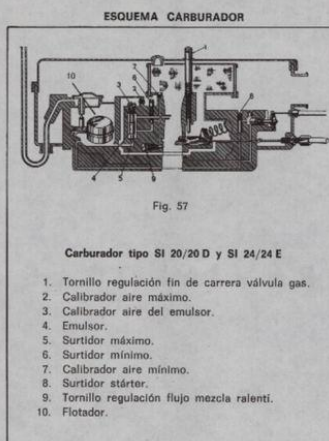 ESQUEMA CARBURADOR
Fig. 57
Carburador tipo SI 20/20 D y SI 24/24 E
1. Tornillo regulación fin de carrera válvula gas.
2. Calibrador aire máximo.
3. Calibrador aire del emulsor.
4. Emulsor.
5. Surtidor máximo.
6. Surtidor mínimo.
7. Calibrador aire mínimo.
8. Surtidor stárter.
9. Tornillo regulación flujo mezcla ralentí.
10. Flotador.